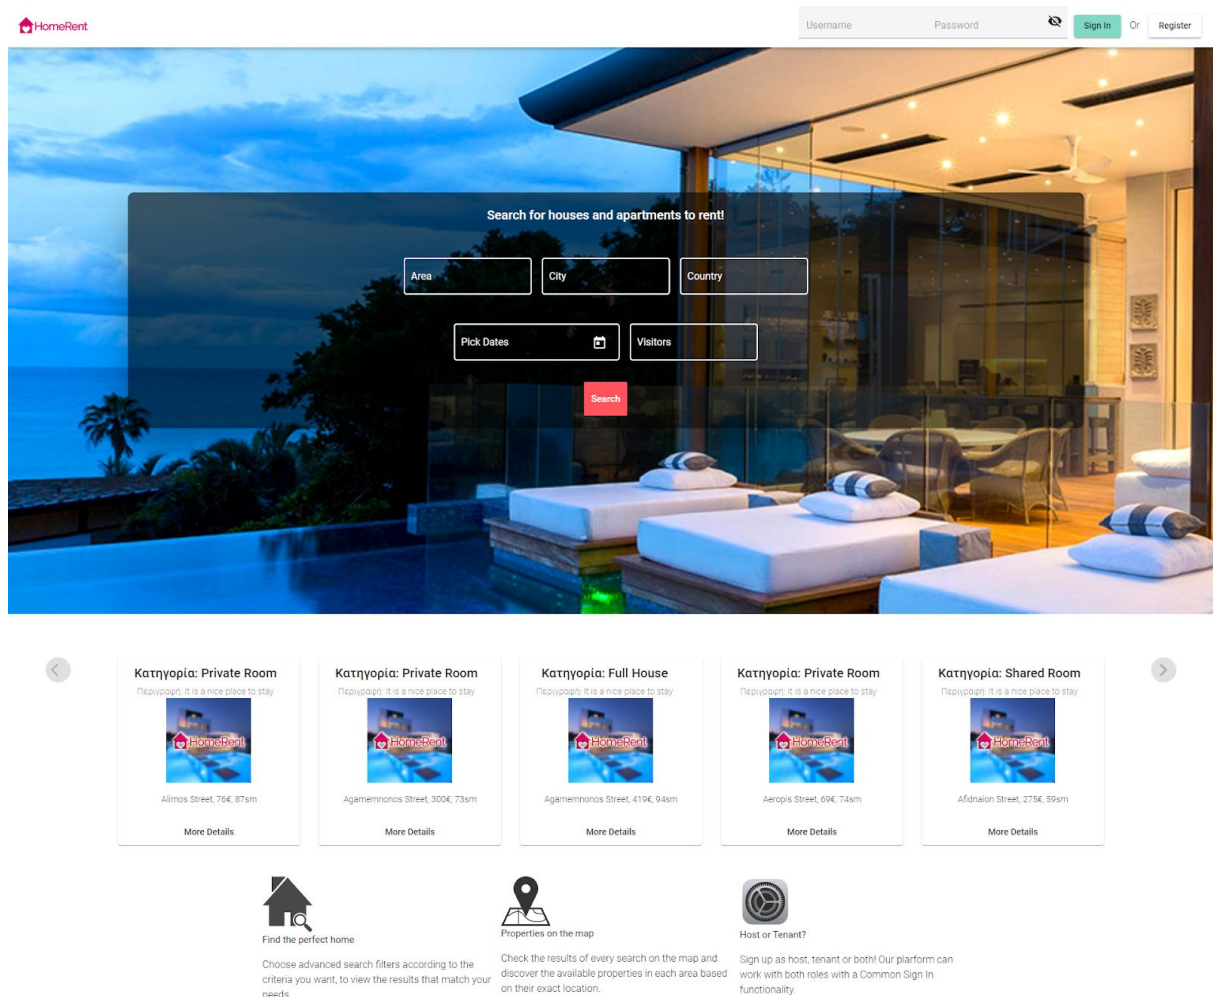 HomeRent
Username
Password
Sign In
Or
Register
Search for houses and apartments to rent!
Area
City
Country
Pick Dates
Visitors
Search
Κατηγορία: Private Room
Περιγραφή: It is a nice place to stay
HomeRent
Alimos Street, 76€, 87sm
More Details
Κατηγορία: Private Room
Περιγραφή: It is a nice place to stay
HomeRent
Agamemnonos Street, 300€, 73sm
More Details
Κατηγορία: Full House
Περιγραφή: It is a nice place to stay
HomeRent
Agamemnonos Street, 419€, 94sm
More Details
Κατηγορία: Private Room
Περιγραφή: It is a nice place to stay
HomeRent
Aeropis Street, 69€, 74sm
More Details
Κατηγορία: Shared Room
Περιγραφή: It is a nice place to stay
HomeRent
Afidnaion Street, 275€, 59sm
More Details
Find the perfect home
Choose advanced search filters according to the
criteria you want, to view the results that match your
needs.
Properties on the map
Check the results of every search on the map and
discover the available properties in each area based
on their exact location.
Host or Tenant?
Sign up as host, tenant or both! Our plarform can
work with both roles with a Common Sign In
functionality.